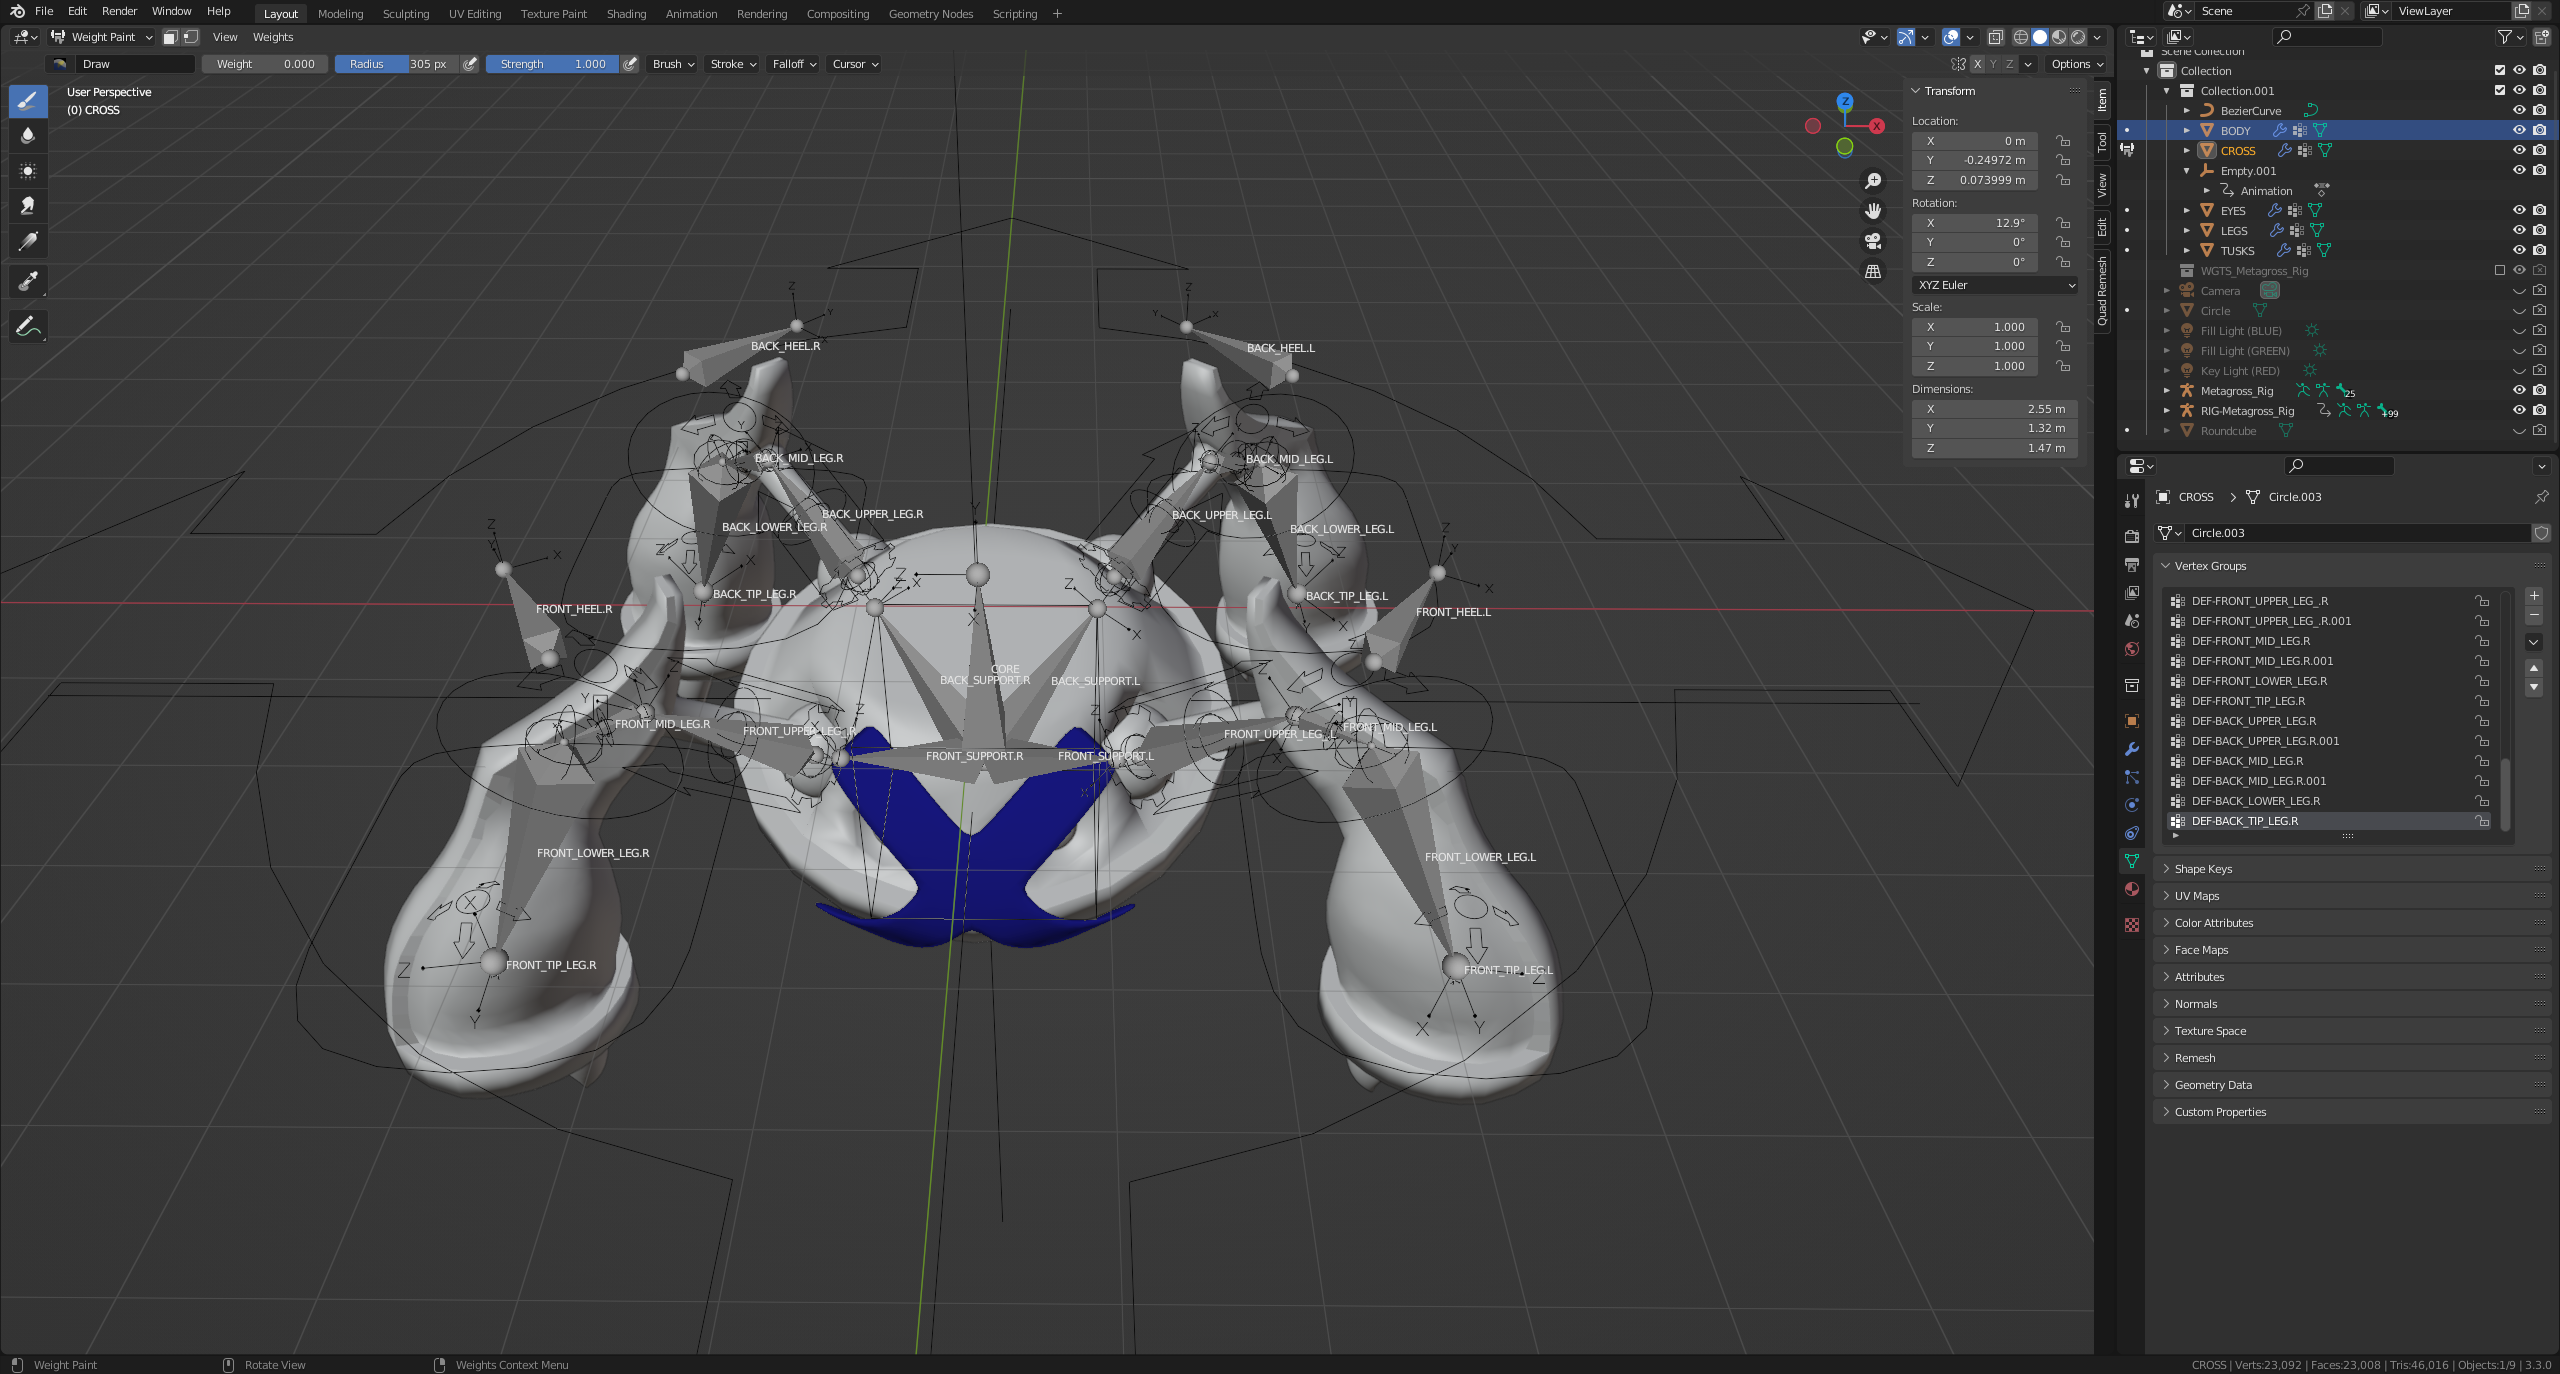 File Edit Render Window Help Layout Modeling Sculpting UV Editing Texture Paint Shading Animation Rendering Compositing Geometry Nodes Scripting + Scene ViewLayer
Weight Paint View Weights
Draw Weight 0.000 Radius 305 px Strength 1.000 Brush Stroke Falloff Cursor X Y Z Options
User Perspective
(0) CROSS
Z
X
Transform
Location:
X 0 m
Y -0.24972 m
Z 0.073999 m
Rotation:
X 12.9°
Y 0°
Z 0°
XYZ Euler
Scale:
X 1.000
Y 1.000
Z 1.000
Dimensions:
X 2.55 m
Y 1.32 m
Z 1.47 m
Item
Tool
View
Edit
Quad Remesh
BACK_HEEL.R
BACK_HEEL.L
BACK_MID_LEG.R
BACK_MID_LEG.L
BACK_UPPER_LEG.R
BACK_UPPER_LEG.L
BACK_LOWER_LEG.R
BACK_LOWER_LEG.L
BACK_TIP_LEG.R
BACK_TIP_LEG.L
FRONT_HEEL.R
FRONT_HEEL.L
CORE
BACK_SUPPORT.R
BACK_SUPPORT.L
FRONT_MID_LEG.R
FRONT_MID_LEG.L
FRONT_UPPER_LEG_.R
FRONT_UPPER_LEG_.L
FRONT_SUPPORT.R
FRONT_SUPPORT.L
FRONT_LOWER_LEG.R
FRONT_LOWER_LEG.L
FRONT_TIP_LEG.R
FRONT_TIP_LEG.L
Scene Collection
Collection
Collection.001
BezierCurve
BODY
CROSS
Empty.001
Animation
EYES
LEGS
TUSKS
WGTS_Metagross_Rig
Camera
Circle
Fill Light (BLUE)
Fill Light (GREEN)
Key Light (RED)
Metagross_Rig 25
RIG-Metagross_Rig +99
Roundcube
CROSS Circle.003
Circle.003
Vertex Groups
DEF-FRONT_UPPER_LEG_.R
DEF-FRONT_UPPER_LEG_.R.001
DEF-FRONT_MID_LEG.R
DEF-FRONT_MID_LEG.R.001
DEF-FRONT_LOWER_LEG.R
DEF-FRONT_TIP_LEG.R
DEF-BACK_UPPER_LEG.R
DEF-BACK_UPPER_LEG.R.001
DEF-BACK_MID_LEG.R
DEF-BACK_MID_LEG.R.001
DEF-BACK_LOWER_LEG.R
DEF-BACK_TIP_LEG.R
Shape Keys
UV Maps
Color Attributes
Face Maps
Attributes
Normals
Texture Space
Remesh
Geometry Data
Custom Properties
Weight Paint Rotate View Weights Context Menu
CROSS | Verts:23,092 | Faces:23,008 | Tris:46,016 | Objects:1/9 | 3.3.0